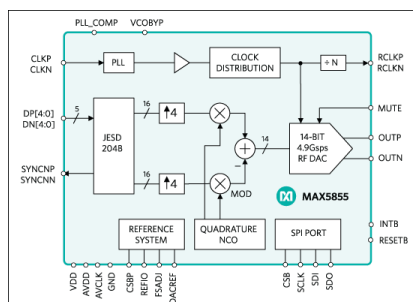 PLL_COMP VCOBYP
CLKP
CLKN
PLL
CLOCK
DISTRIBUTION
÷ N
RCLKP
RCLKN
DP[4:0]
DN[4:0]
5
JESD
204B
16
↑4
14
MUTE
14-BIT
4.9Gsps
RF DAC
OUTP
OUTN
SYNCNP
SYNCNN
16
↑4
MOD
MAX5855
REFERENCE
SYSTEM
QUADRATURE
NCO
SPI PORT
INTB
RESETB
VDD
AVDD
AVCLK
GND
CSBP
REFIO
FSADJ
DACREF
CSB
SCLK
SDI
SDO